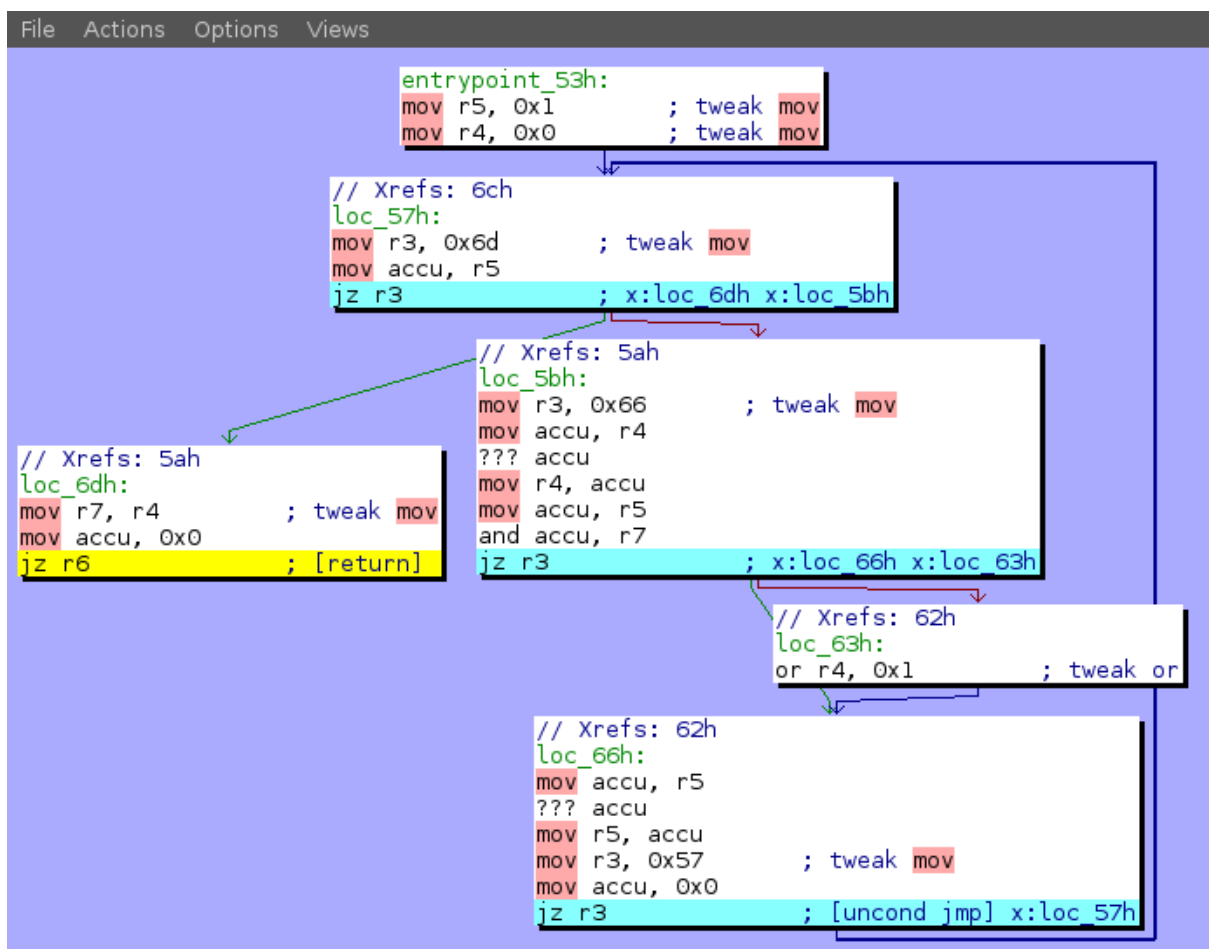 File Actions Options Views
entrypoint_53h:
mov r5, 0x1 ; tweak mov
mov r4, 0x0 ; tweak mov
// Xrefs: 6ch
loc_57h:
mov r3, 0x6d ; tweak mov
mov accu, r5
jz r3 ; x:loc_6dh x:loc_5bh
// Xrefs: 5ah
loc_5bh:
mov r3, 0x66 ; tweak mov
mov accu, r4
??? accu
mov r4, accu
mov accu, r5
and accu, r7
jz r3 ; x:loc_66h x:loc_63h
// Xrefs: 5ah
loc_6dh:
mov r7, r4 ; tweak mov
mov accu, 0x0
jz r6 ; [return]
// Xrefs: 62h
loc_63h:
or r4, 0x1 ; tweak or
// Xrefs: 62h
loc_66h:
mov accu, r5
??? accu
mov r5, accu
mov r3, 0x57 ; tweak mov
mov accu, 0x0
jz r3 ; [uncond jmp] x:loc_57h